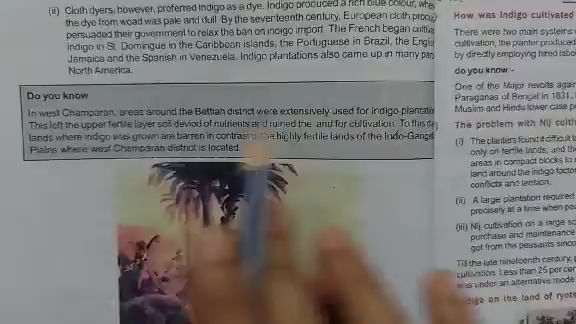 (ii) Cloth dyers, however, preferred indigo as a dye. Indigo produced a rich blue colour, whe
the dye from woad was pale and dull. By the seventeenth century, European cloth produ
persuaded their government to relax the ban on indigo import. The French began cultiv
indigo in St. Domingue in the Caribbean islands, the Portuguese in Brazil, the Engli
Jamaica and the Spanish in Venezuela. Indigo plantations also came up in many par
North America.
Do you know
In west Champaran, areas around the Bettiah district were extensively used for indigo plantatio
This left the upper fertile layer soil devoid of nutrients and ruined the land for cultivation. To this da
lands where indigo was grown are barren in contrast to the highly fertile lands of the Indo-Gange
Plains where west Champaran district is located.
How was Indigo cultivated
There were two main systems
cultivation, the planter produced
by directly employing hired labo
do you know -
One of the Major revolts agai
Paraganas of Bengal in 1831,
Muslim and Hindu lower caste p
The problem with Nij culti
(i) The planters found it difficult t
only on fertile lands, and th
areas in compact blocks to
land around the indigo facto
conflicts and tension.
(ii) A large plantation required
precisely at a time when pe
(iii) Nij cultivation on a large sc
purchase and maintenance
got from the peasants since
Till the late nineteenth century,
cultivation. Less than 25 per cen
was under an alternative mode
digo on the land of ryots